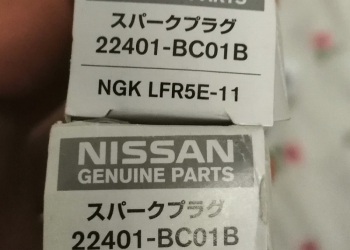 PARTS
スパークプラグ
22401-BC01B
NGK LFR5E-11
NISSAN
GENUINE PARTS
スパークプラグ
22401-BC01B